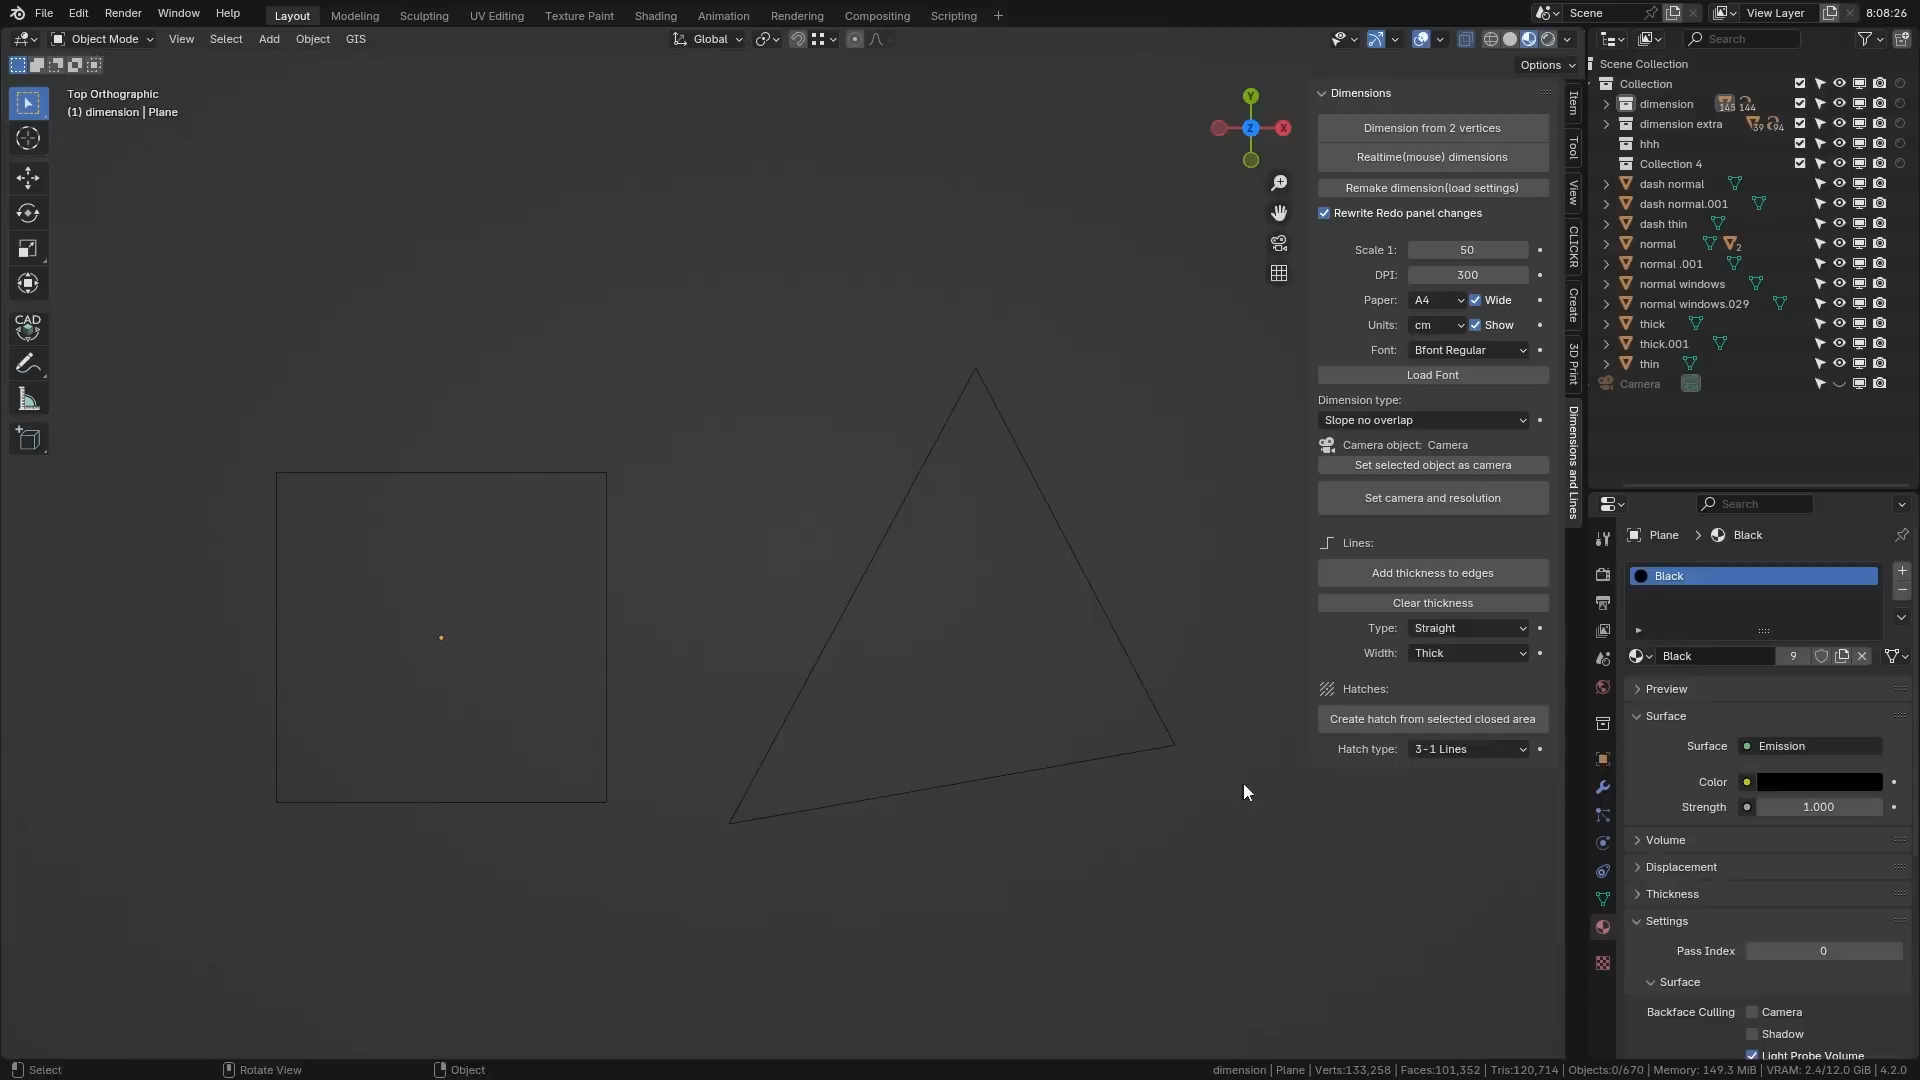 File Edit Render Window Help Layout Modeling Sculpting UV Editing Texture Paint Shading Animation Rendering Compositing Scripting + Scene View Layer 8:08:26
Object Mode View Select Add Object GIS Global Search
Options
Top Orthographic
(1) dimension | Plane
CAD
Y
Z
X
Dimensions
Dimension from 2 vertices
Realtime(mouse) dimensions
Remake dimension(load settings)
Rewrite Redo panel changes
Scale 1: 50
DPI: 300
Paper: A4 Wide
Units: cm Show
Font: Bfont Regular
Load Font
Dimension type:
Slope no overlap
Camera object: Camera
Set selected object as camera
Set camera and resolution
Lines:
Add thickness to edges
Clear thickness
Type: Straight
Width: Thick
Hatches:
Create hatch from selected closed area
Hatch type: 3-1 Lines
Item
Tool
View
CLICKR
Create
3D Print
Dimensions and Lines
Scene Collection
Collection
dimension 145 144
dimension extra 39 94
hhh
Collection 4
dash normal
dash normal.001
dash thin
normal 2
normal .001
normal windows
normal windows.029
thick
thick.001
thin
Camera
Search
Plane > Black
Black
Black 9
Preview
Surface
Surface Emission
Color
Strength 1.000
Volume
Displacement
Thickness
Settings
Pass Index 0
Surface
Backface Culling Camera
Shadow
Light Probe Volume
Select Rotate View Object dimension | Plane | Verts:133,258 | Faces:101,352 | Tris:120,714 | Objects:0/670 | Memory: 149.3 MiB | VRAM: 2.4/12.0 GiB | 4.2.0